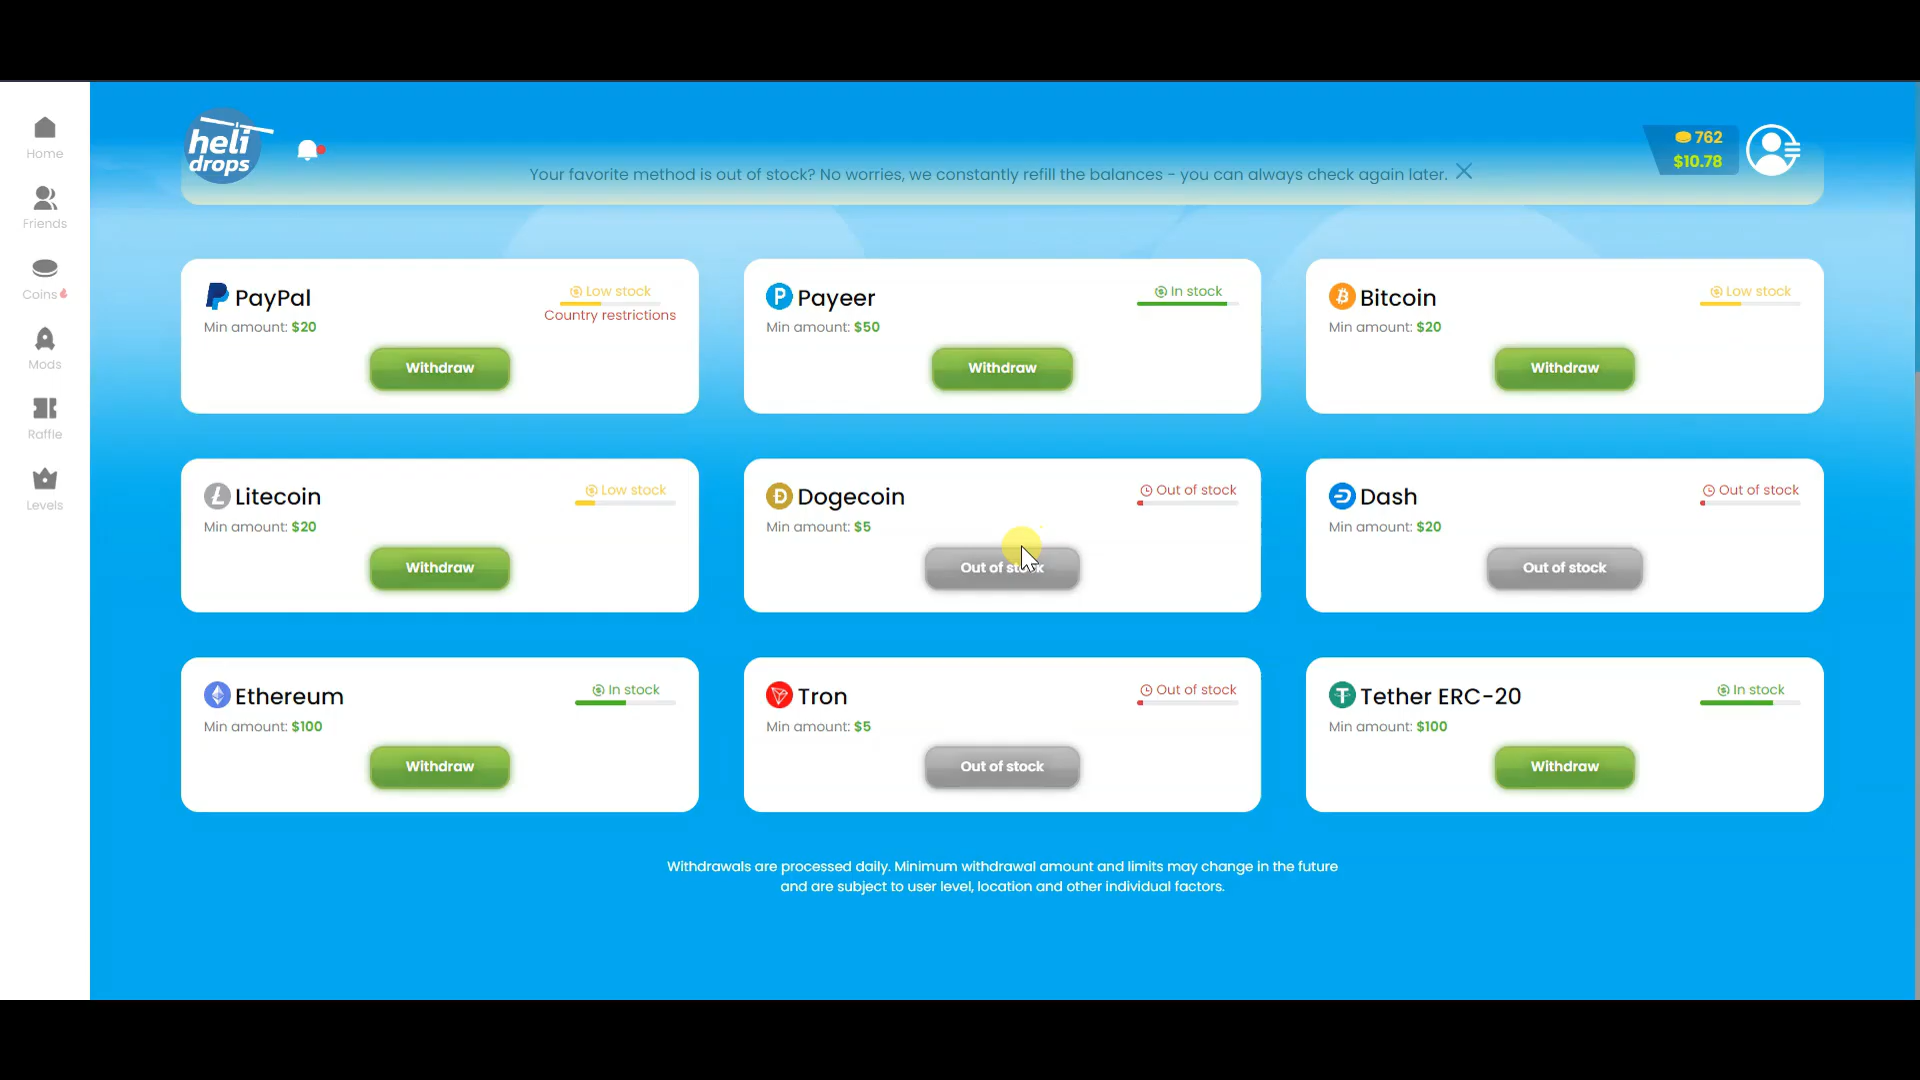 heli
drops
762
$10.78
Your favorite method is out of stock? No worries, we constantly refill the balances - you can always check again later.
Home
Friends
Coins
Mods
Raffle
Levels
PayPal
Low stock
Country restrictions
Min amount: $20
Withdraw
Payeer
In stock
Min amount: $50
Withdraw
Bitcoin
Low stock
Min amount: $20
Withdraw
Litecoin
Low stock
Min amount: $20
Withdraw
Dogecoin
Out of stock
Min amount: $5
Out of stock
Dash
Out of stock
Min amount: $20
Out of stock
Ethereum
In stock
Min amount: $100
Withdraw
Tron
Out of stock
Min amount: $5
Out of stock
Tether ERC-20
In stock
Min amount: $100
Withdraw
Withdrawals are processed daily. Minimum withdrawal amount and limits may change in the future
and are subject to user level, location and other individual factors.